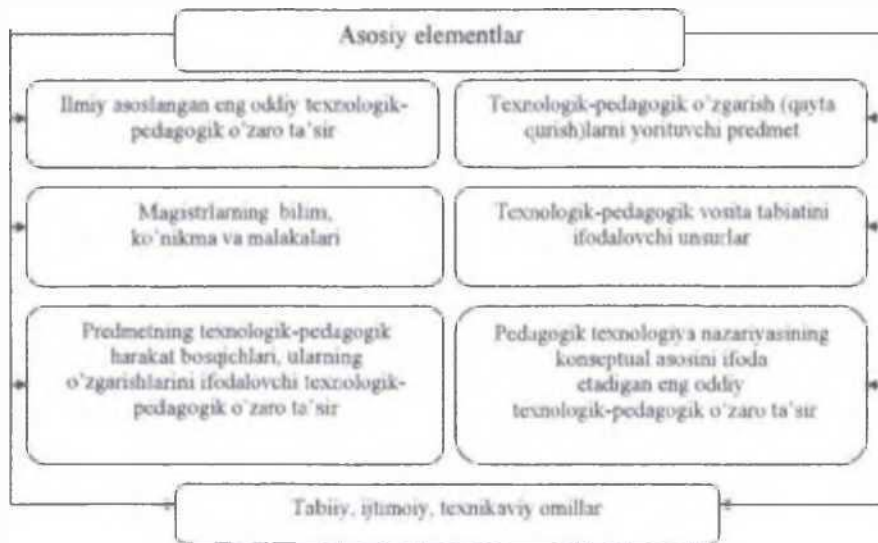 Asosiy elementlar
Ilmiy asoslangan eng oddiy texnologik-
pedagogik o'zaro ta'sir
Texnologik-pedagogik o'zgarish (qayta
qurish)larni yorituvchi predmet
Magistrlarning bilim,
ko'nikma va malakalari
Texnologik-pedagogik vosita tabiatini
ifodalovchi unsurlar
Predmetning texnologik-pedagogik
harakat bosqichlari, ularning
o'zgarishlarini ifodalovchi texnologik-
pedagogik o'zaro ta'sir
Pedagogik texnologiya nazariyasining
konseptual asosini ifoda
etadigan eng oddiy
texnologik-pedagogik o'zaro ta'sir
Tabiiy, ijtimoiy, texnikaviy omillar